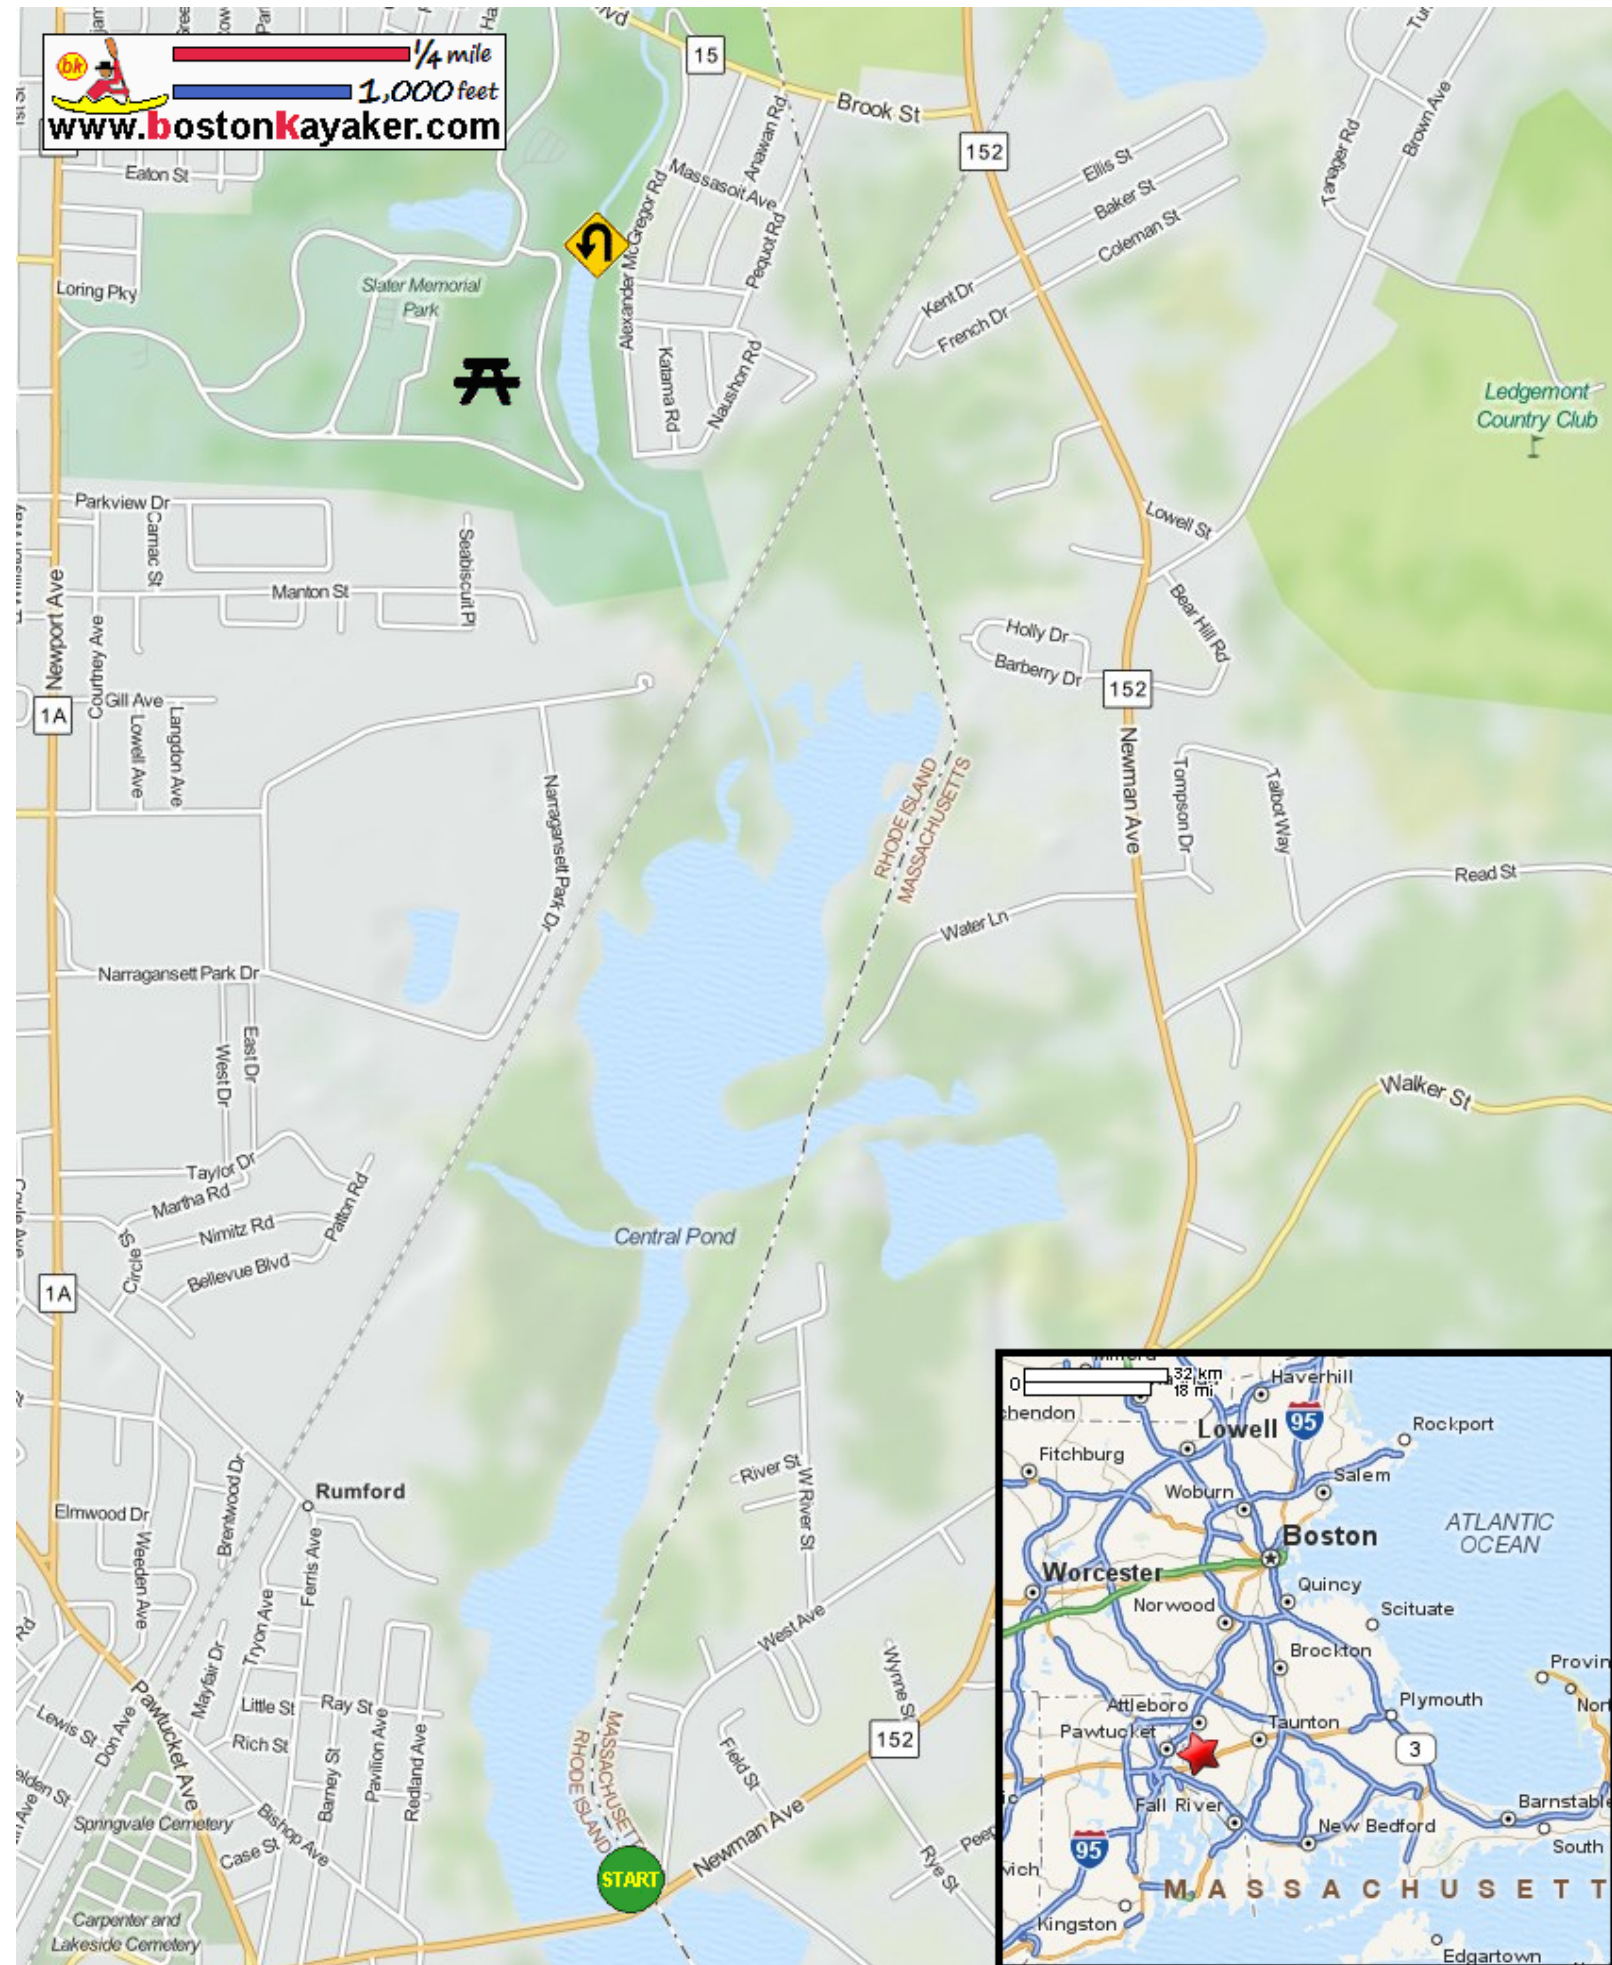 bk
¼ mile
1,000 feet
www.bostonkayaker.com
15
Brook St
152
Eaton St
Loring Pky
Slater Memorial
Park
Massasoit Ave
Anawan Rd
Pequot Rd
Alexander McGregor Rd
Katama Rd
Naushon Rd
Ellis St
Baker St
Coleman St
Kent Dr
French Dr
Tanager Rd
Brown Ave
Ledgemont
Country Club
Lowell St
Bear Hill Rd
Parkview Dr
Carnac St
Seabiscuit Pl
Manton St
Newport Ave
Courtney Ave
Gill Ave
Lowell Ave
Langdon Ave
1A
Holly Dr
Barberry Dr
152
Newman Ave
Tompson Dr
Talbot Way
Read St
Water Ln
RHODE ISLAND
MASSACHUSETTS
Narragansett Park Dr
Narragansett Park Dr
East Dr
West Dr
Walker St
Taylor Dr
Martha Rd
Nimitz Rd
Patton Rd
Circle St
Bellevue Blvd
1A
Central Pond
River St
W River St
Rumford
Elmwood Dr
Weeden Ave
Brentwood Dr
Ferris Ave
Tryon Ave
Mayfair Dr
Little St
Ray St
Rich St
Barney St
Pavilion Ave
Redland Ave
Lewis St
Don Ave
Pawtucket Ave
Bishop Ave
Case St
Springvale Cemetery
Carpenter and
Lakeside Cemetery
West Ave
Wynne St
Field St
152
Newman Ave
Rye St
RHODE ISLAND
START
0
32 km
18 mi
Haverhill
95
Rockport
Lowell
Fitchburg
Salem
Woburn
Boston
ATLANTIC
OCEAN
Worcester
Quincy
Norwood
Scituate
Brockton
Attleboro
Plymouth
Pawtucket
Taunton
3
Fall River
New Bedford
95
South
Kingston
Edgartown